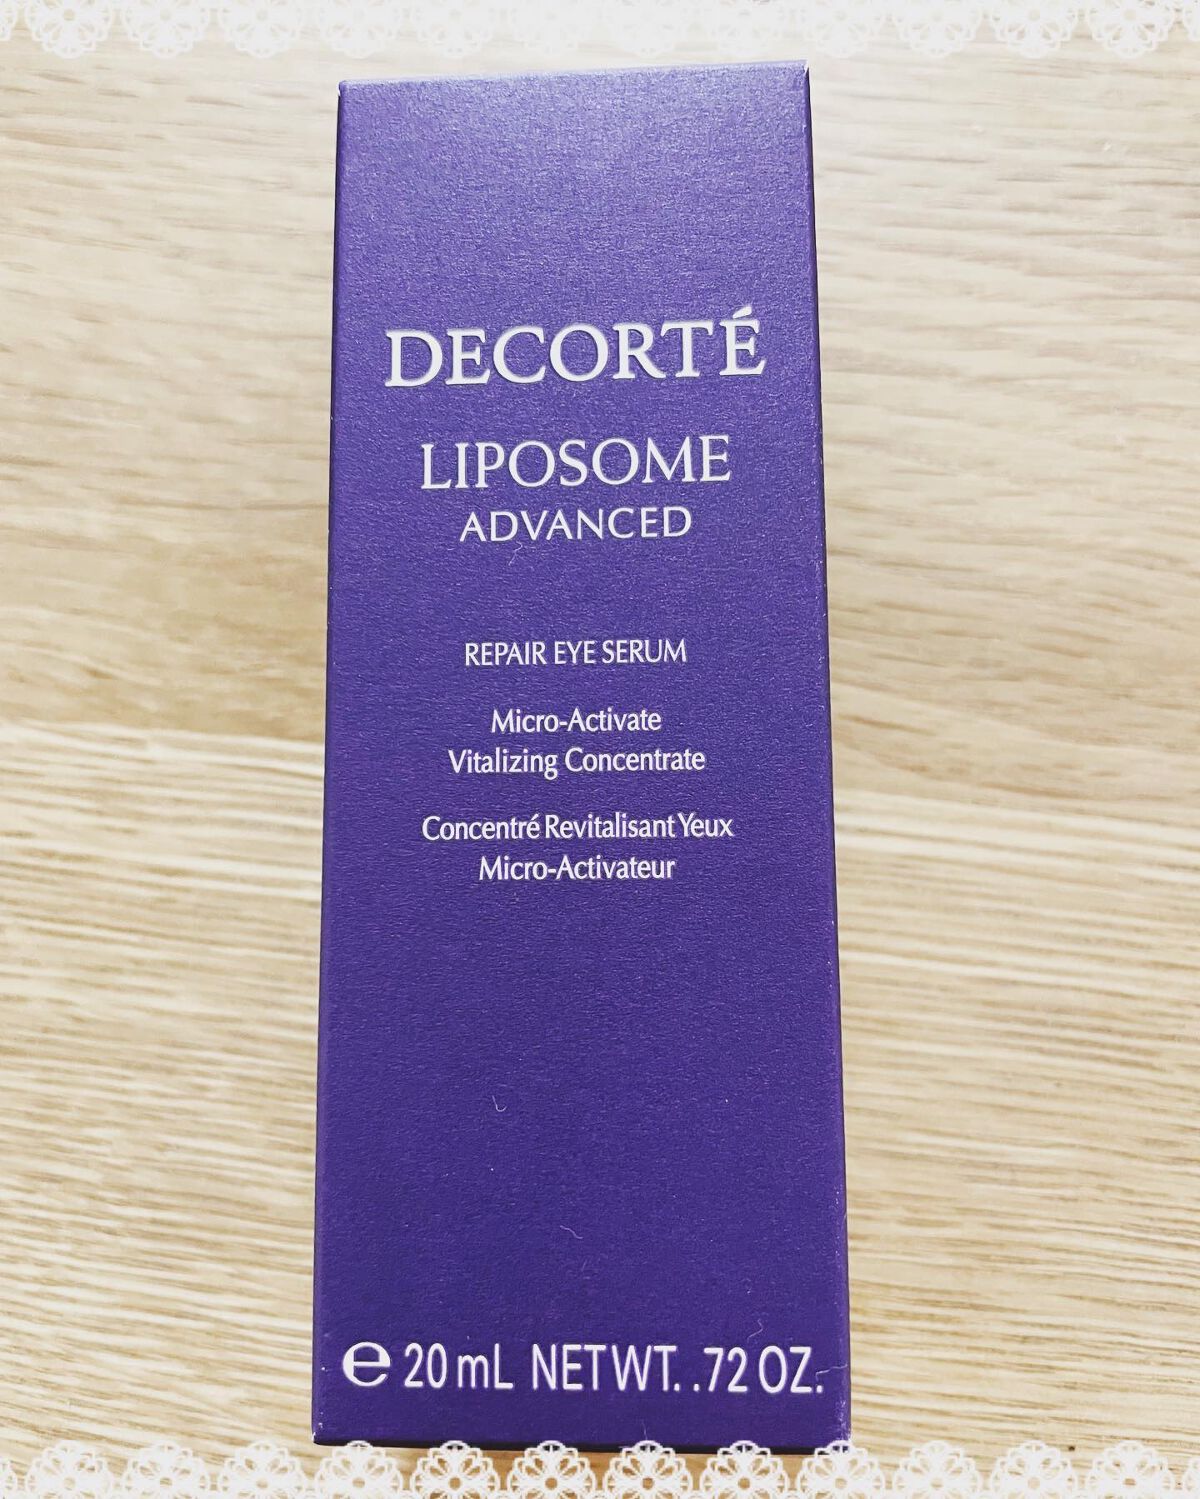 DECORTÉ
LIPOSOME
ADVANCED
REPAIR EYE SERUM
Micro-Activate
Vitalizing Concentrate
Concentré Revitalisant Yeux
Micro-Activateur
℮ 20 mL NET WT. .72 OZ.